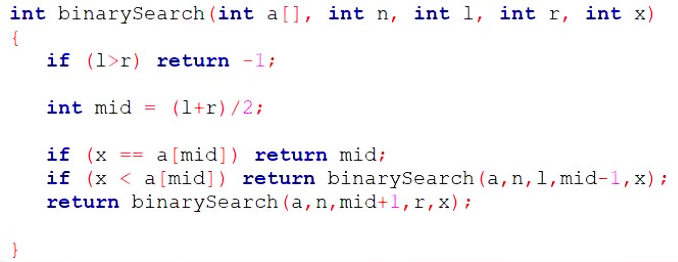 int binarySearch(int a[], int n, int l, int r, int x)
{
if (l>r) return -1;
int mid = (l+r)/2;
if (x == a[mid]) return mid;
if (x < a[mid]) return binarySearch(a,n,l,mid-1,x);
return binarySearch(a,n,mid+1,r,x);
}